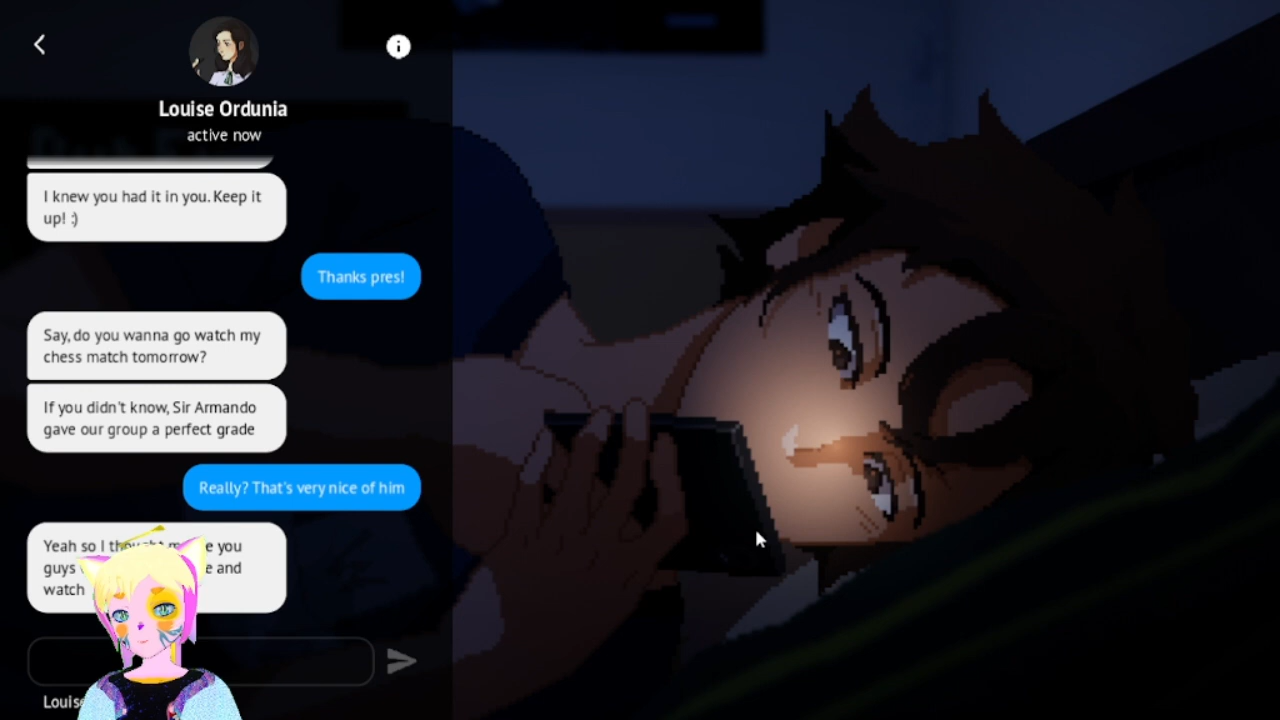 Louise Ordunia
active now
I knew you had it in you. Keep it
up! :)
Thanks pres!
Say, do you wanna go watch my
chess match tomorrow?
If you didn't know, Sir Armando
gave our group a perfect grade
Really? That's very nice of him
Yeah so I you
guys and
watch
Louise